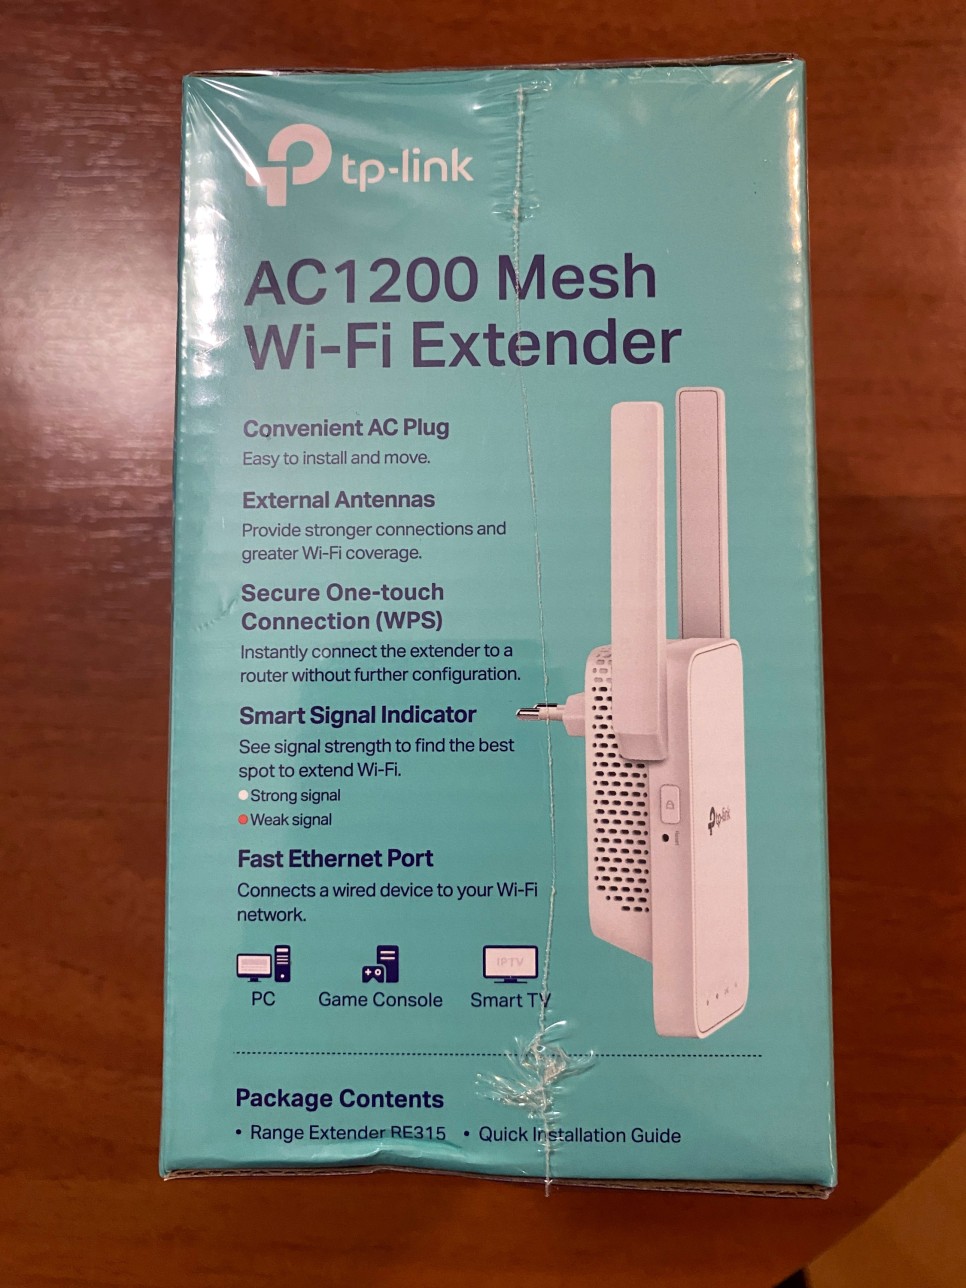 tp-link
AC1200 Mesh
Wi-Fi Extender
Convenient AC Plug
Easy to install and move.
External Antennas
Provide stronger connections and
greater Wi-Fi coverage.
Secure One-touch
Connection (WPS)
Instantly connect the extender to a
router without further configuration.
Smart Signal Indicator
See signal strength to find the best
spot to extend Wi-Fi.
Strong signal
Weak signal
Fast Ethernet Port
Connects a wired device to your Wi-Fi
network.
IPTV
PC Game Console Smart TV
tp-link
Reset
Package Contents
• Range Extender RE315 • Quick Installation Guide